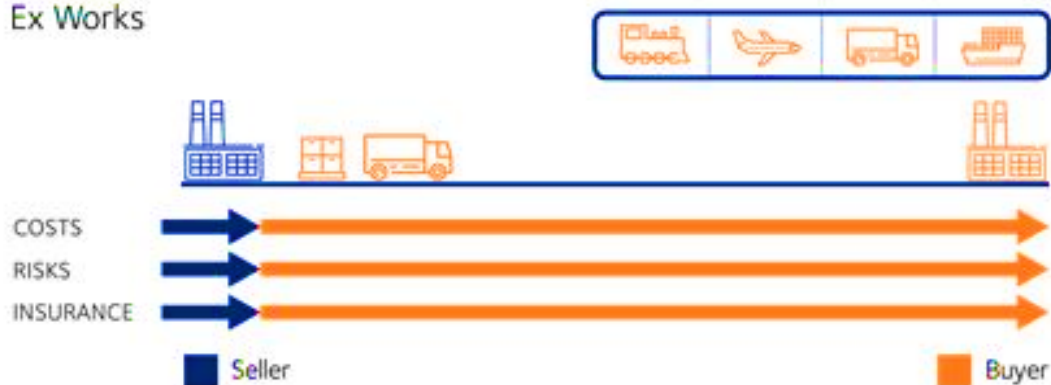 Ex Works
COSTS
RISKS
INSURANCE
Seller
Buyer